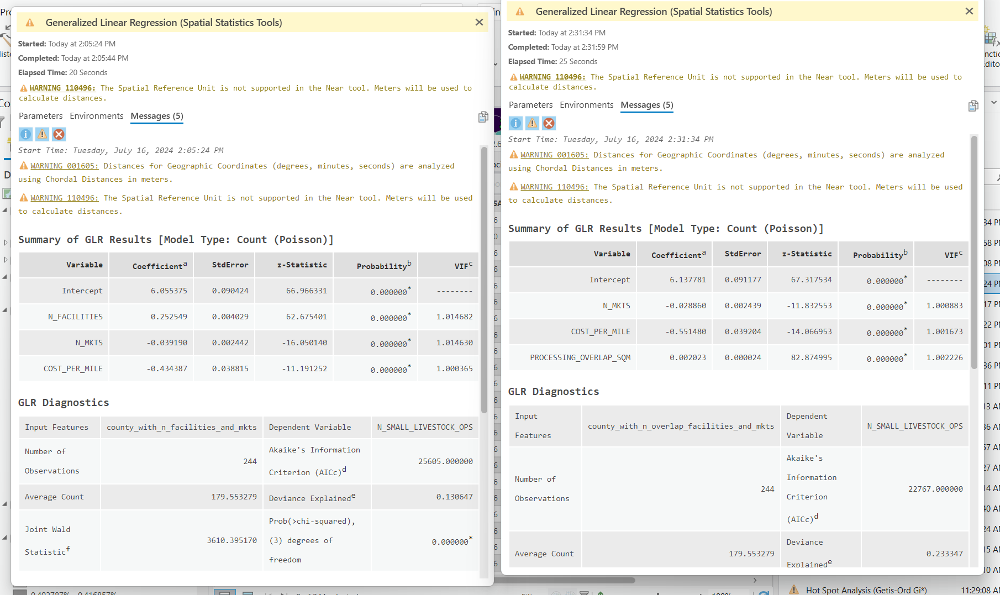 Generalized Linear Regression (Spatial Statistics Tools)
Started: Today at 2:05:24 PM
Completed: Today at 2:05:44 PM
Elapsed Time: 20 Seconds
WARNING 110496: The Spatial Reference Unit is not supported in the Near tool. Meters will be used to
calculate distances.
Parameters Environments Messages (5)
Start Time: Tuesday, July 16, 2024 2:05:24 PM
WARNING 001605: Distances for Geographic Coordinates (degrees, minutes, seconds) are analyzed
using Chordal Distances in meters.
WARNING 110496: The Spatial Reference Unit is not supported in the Near tool. Meters will be used
to calculate distances.
Summary of GLR Results [Model Type: Count (Poisson)]
Variable Coefficient^a StdError z-Statistic Probability^b VIF^c
Intercept 6.055375 0.090424 66.966331 0.000000* --------
N_FACILITIES 0.252549 0.004029 62.675401 0.000000* 1.014682
N_MKTS -0.039190 0.002442 -16.050140 0.000000* 1.014630
COST_PER_MILE -0.434387 0.038815 -11.191252 0.000000* 1.000365
GLR Diagnostics
Input Features county_with_n_facilities_and_mkts Dependent Variable N_SMALL_LIVESTOCK_OPS
Number of
Observations
244
Akaike's Information
Criterion (AICc)^d
25605.000000
Average Count 179.553279 Deviance Explained^e 0.130647
Joint Wald
Statistic^f
3610.395170
Prob(>chi-squared),
(3) degrees of
freedom
0.000000*
Generalized Linear Regression (Spatial Statistics Tools)
Started: Today at 2:31:34 PM
Completed: Today at 2:31:59 PM
Elapsed Time: 25 Seconds
WARNING 110496: The Spatial Reference Unit is not supported in the Near tool. Meters will be used to
calculate distances.
Parameters Environments Messages (5)
Start Time: Tuesday, July 16, 2024 2:31:34 PM
WARNING 001605: Distances for Geographic Coordinates (degrees, minutes, seconds) are analyzed
using Chordal Distances in meters.
WARNING 110496: The Spatial Reference Unit is not supported in the Near tool. Meters will be used
to calculate distances.
Summary of GLR Results [Model Type: Count (Poisson)]
Variable Coefficient^a StdError z-Statistic Probability^b VIF^c
Intercept 6.137781 0.091177 67.317534 0.000000* --------
N_MKTS -0.028860 0.002439 -11.832553 0.000000* 1.000883
COST_PER_MILE -0.551480 0.039204 -14.066953 0.000000* 1.001673
PROCESSING_OVERLAP_SQM 0.002023 0.000024 82.874995 0.000000* 1.002226
GLR Diagnostics
Input
Features
county_with_n_overlap_facilities_and_mkts
Dependent
Variable
N_SMALL_LIVESTOCK_OPS
Number of
Observations
244
Akaike's
Information
Criterion
(AICc)^d
22767.000000
Average Count 179.553279
Deviance
Explained^e
0.233347
Hot Spot Analysis (Getis-Ord Gi*) 11:29:08 AM